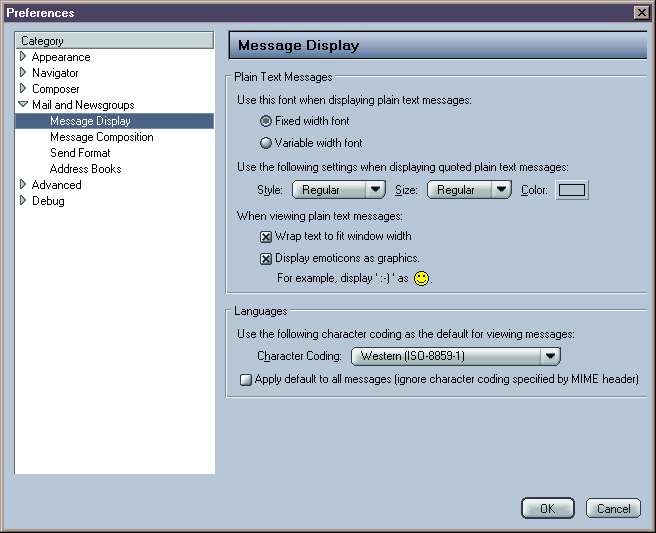 Preferences
Category
Appearance
Navigator
Composer
Mail and Newsgroups
Message Display
Message Composition
Send Format
Address Books
Advanced
Debug
Message Display
Plain Text Messages
Use this font when displaying plain text messages:
Fixed width font
Variable width font
Use the following settings when displaying quoted plain text messages:
Style: Regular Size: Regular Color:
When viewing plain text messages:
Wrap text to fit window width
Display emoticons as graphics.
For example, display ' :-) ' as .
Languages
Use the following character coding as the default for viewing messages:
Character Coding: Western (ISO-8859-1)
Apply default to all messages (ignore character coding specified by MIME header)
OK Cancel